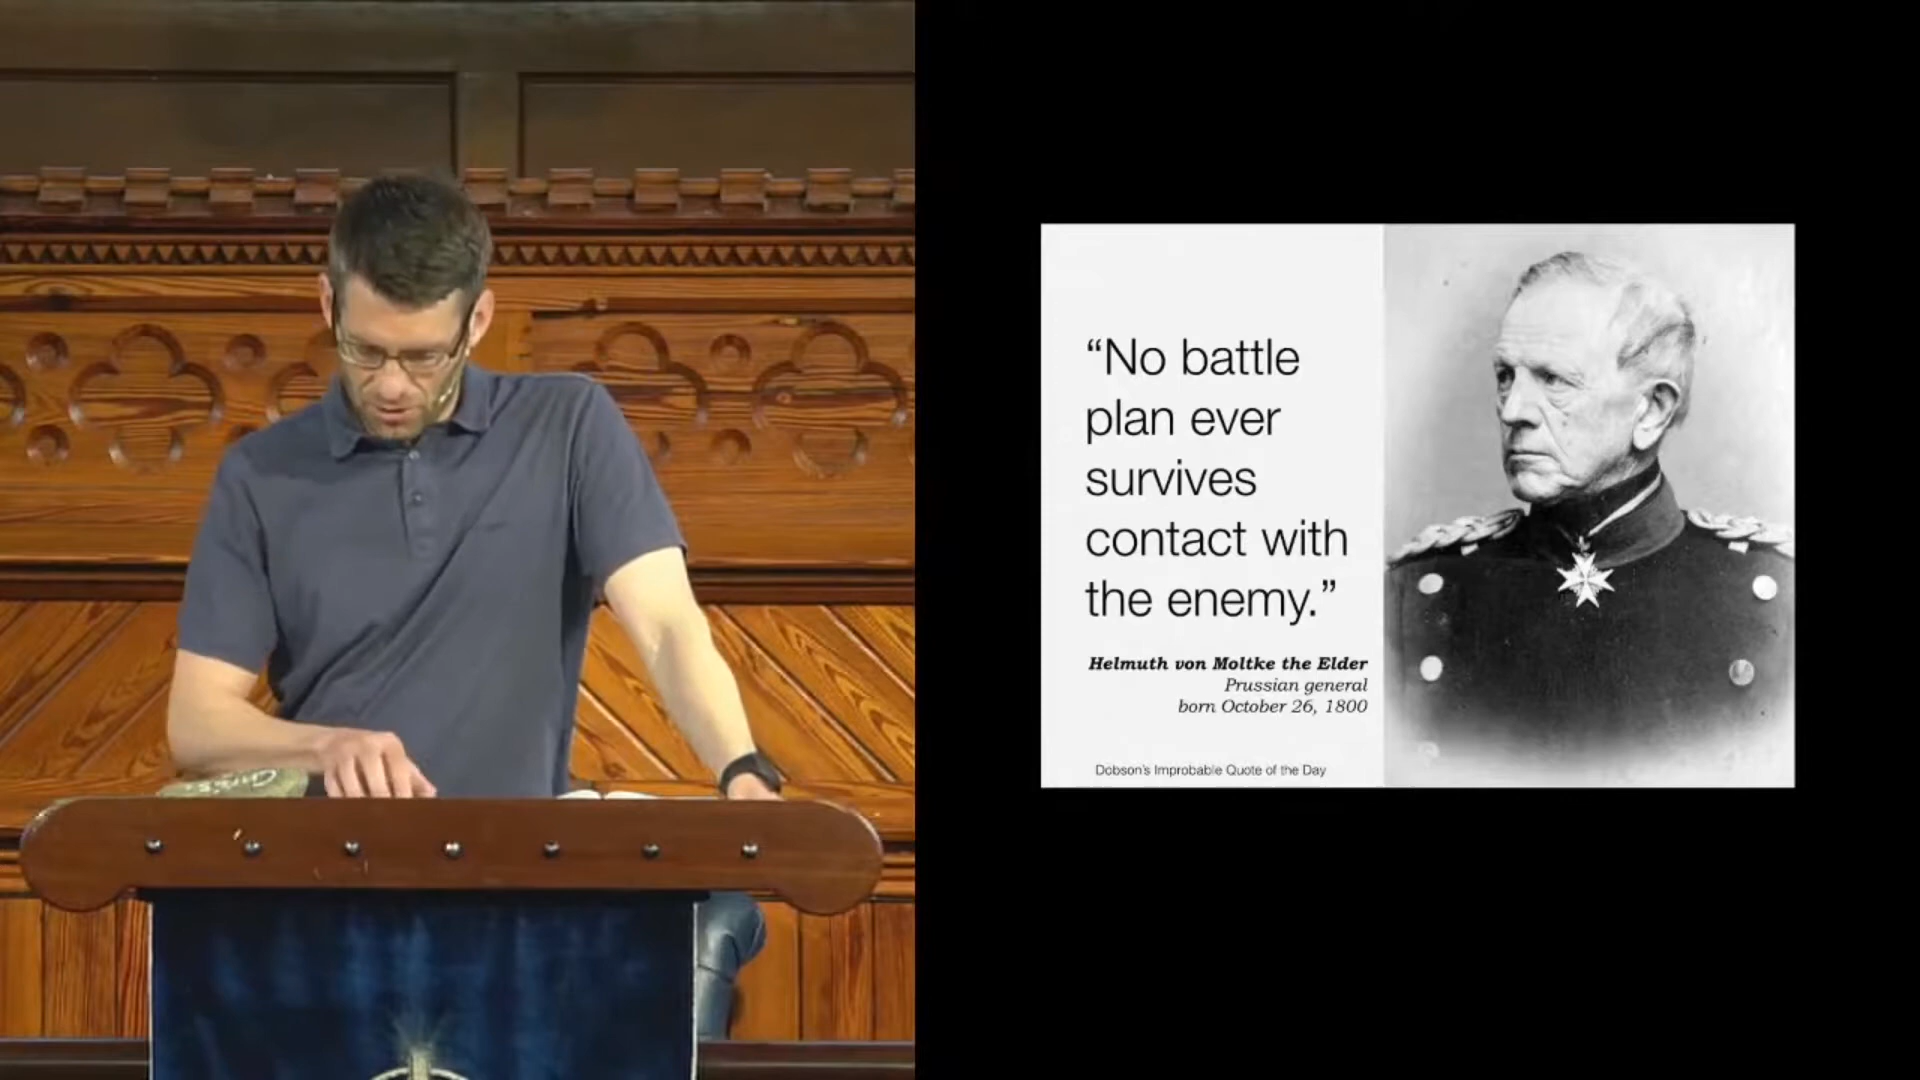 “No battle
plan ever
survives
contact with
the enemy.”
Helmuth von Moltke the Elder
Prussian general
born October 26, 1800
Dobson's Improbable Quote of the Day